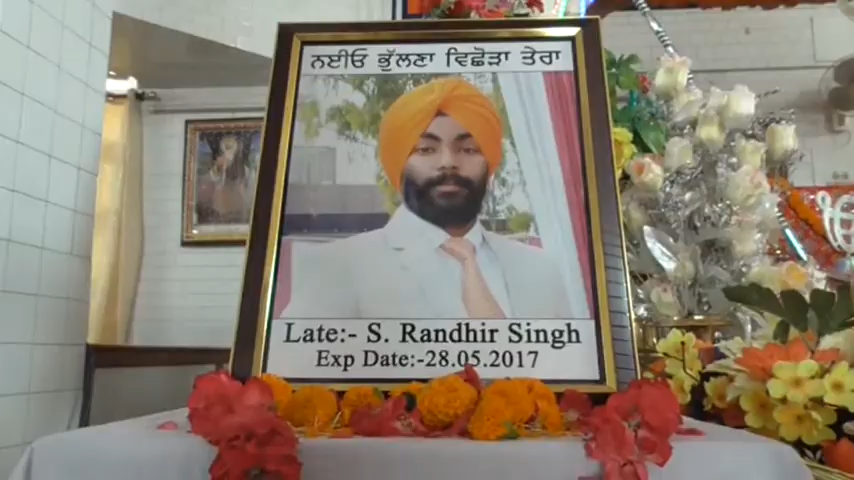 ਨਈਓ ਭੁੱਲਣਾ ਵਿਛੋੜਾ ਤੇਰਾ
Late:- S. Randhir Singh
Exp Date:-28.05.2017